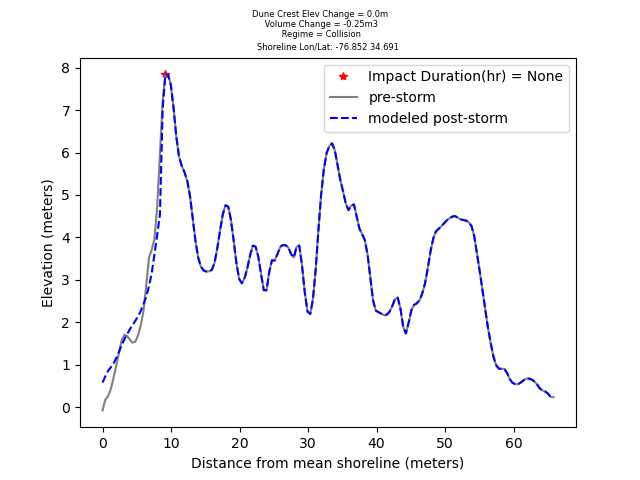 Dune Crest Elev Change = 0.0m
Volume Change = -0.25m3
Regime = Collision
Shoreline Lon/Lat: -76.852 34.691
Impact Duration(hr) = None
pre-storm
modeled post-storm
Elevation (meters)
8
7
6
5
4
3
2
1
0
0 10 20 30 40 50 60
Distance from mean shoreline (meters)